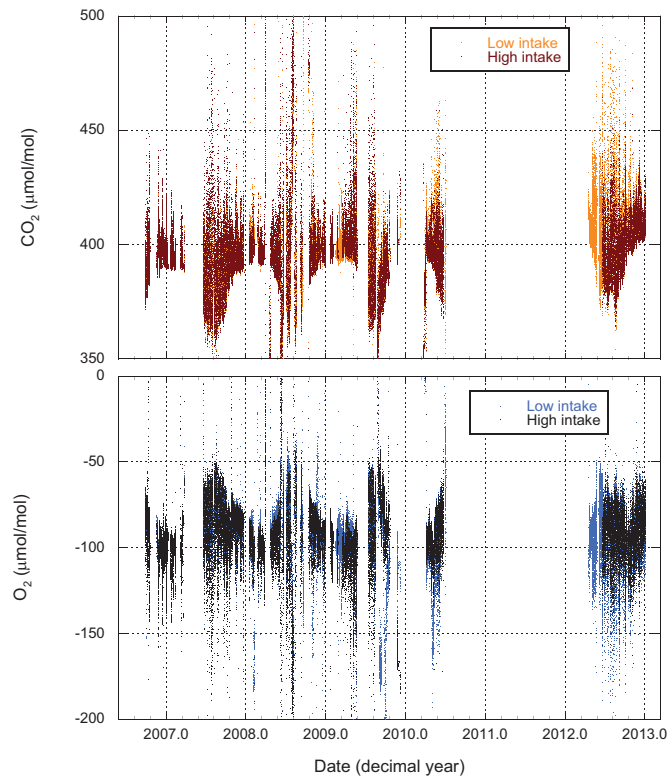 500
450
400
350
CO₂ (μmol/mol)
Low intake
High intake
0
-50
-100
-150
-200
O₂ (μmol/mol)
Low intake
High intake
2007.0 2008.0 2009.0 2010.0 2011.0 2012.0 2013.0
Date (decimal year)